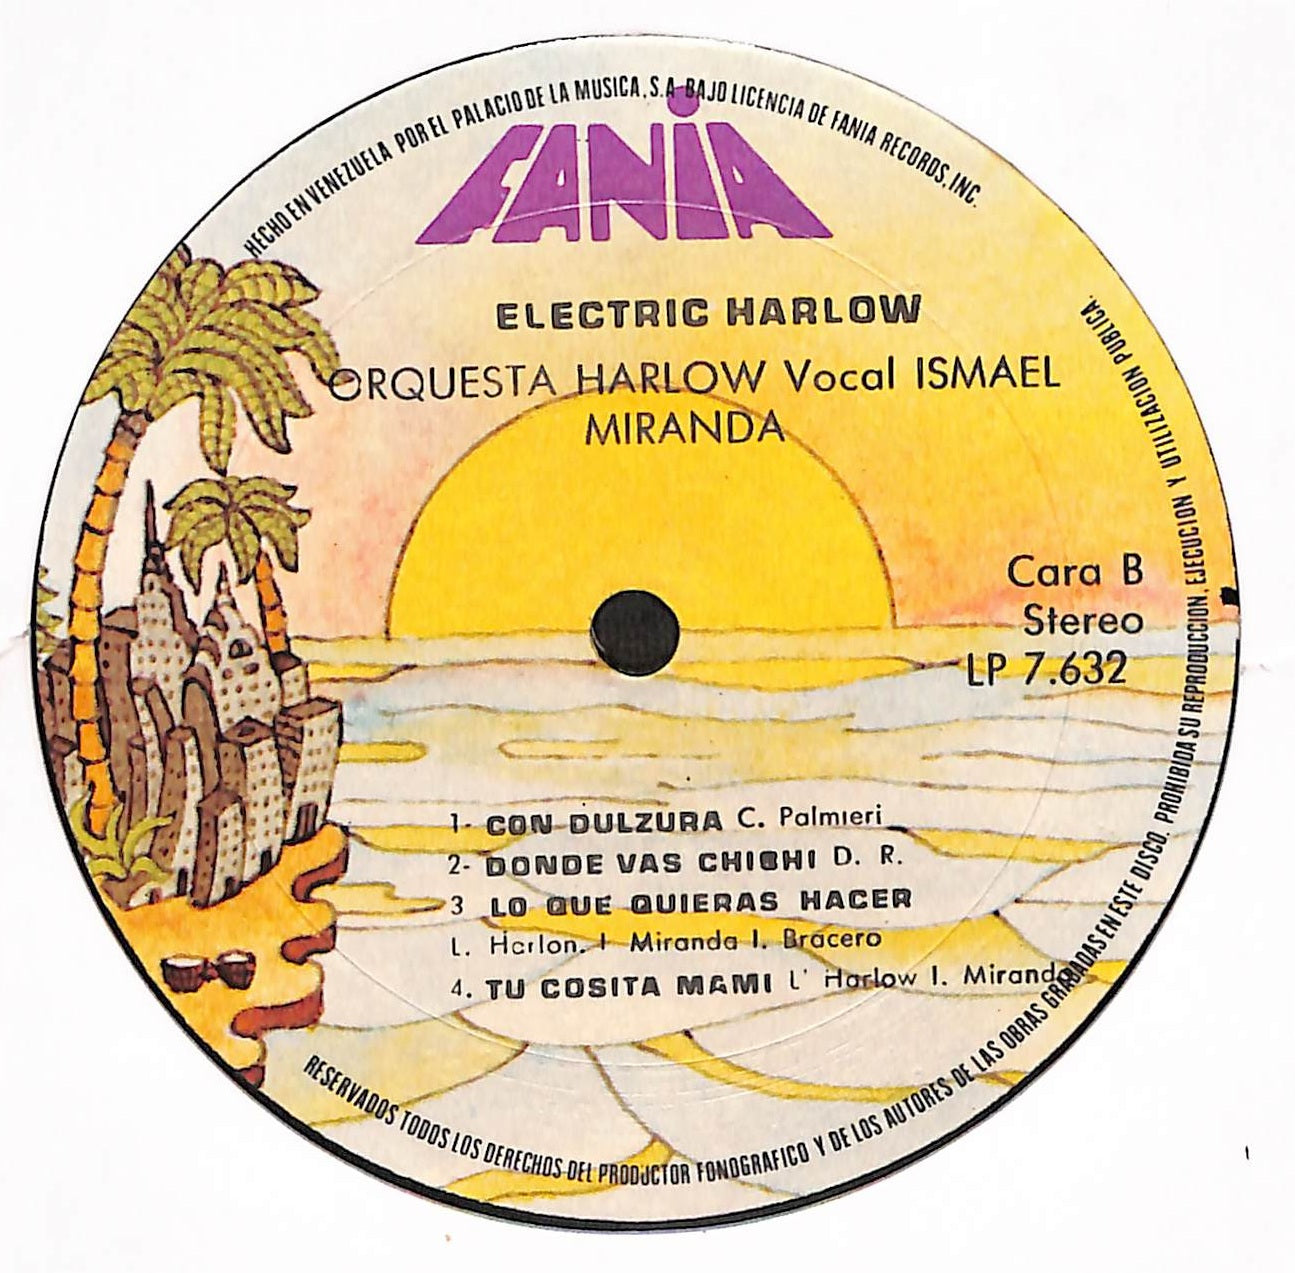 HECHO EN VENEZUELA POR EL PALACIO DE LA MUSICA, S.A. BAJO LICENCIA DE FANIA RECORDS, INC.
FANIA
ELECTRIC HARLOW
ORQUESTA HARLOW Vocal ISMAEL
MIRANDA
Cara B
Stereo
LP 7.632
1- CON DULZURA C. Palmieri
2- DONDE VAS CHICHI D. R.
3 LO QUE QUIERAS HACER
L. Harlon. I Miranda I. Bracero
4. TU COSITA MAMI L' Harlow I. Miranda
RESERVADOS TODOS LOS DERECHOS DEL PRODUCTOR FONOGRAFICO Y DE LOS AUTORES DE LAS OBRAS GRABADAS EN ESTE DISCO. PROHIBIDA SU REPRODUCCION, EJECUCION Y UTILIZACION PUBLICA.